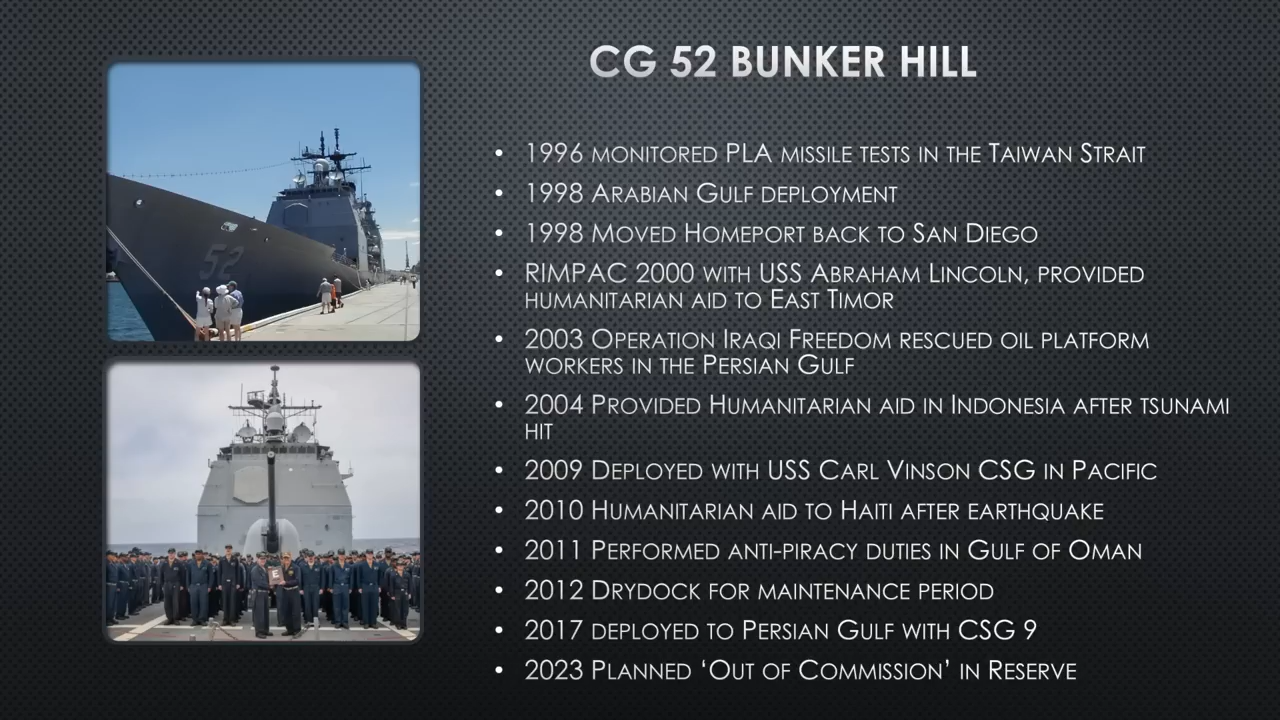 CG 52 BUNKER HILL
• 1996 MONITORED PLA MISSILE TESTS IN THE TAIWAN STRAIT
• 1998 ARABIAN GULF DEPLOYMENT
• 1998 MOVED HOMEPORT BACK TO SAN DIEGO
• RIMPAC 2000 WITH USS ABRAHAM LINCOLN, PROVIDED
HUMANITARIAN AID TO EAST TIMOR
• 2003 OPERATION IRAQI FREEDOM RESCUED OIL PLATFORM
WORKERS IN THE PERSIAN GULF
• 2004 PROVIDED HUMANITARIAN AID IN INDONESIA AFTER TSUNAMI
HIT
• 2009 DEPLOYED WITH USS CARL VINSON CSG IN PACIFIC
• 2010 HUMANITARIAN AID TO HAITI AFTER EARTHQUAKE
• 2011 PERFORMED ANTI-PIRACY DUTIES IN GULF OF OMAN
• 2012 DRYDOCK FOR MAINTENANCE PERIOD
• 2017 DEPLOYED TO PERSIAN GULF WITH CSG 9
• 2023 PLANNED ‘OUT OF COMMISSION’ IN RESERVE
52
E